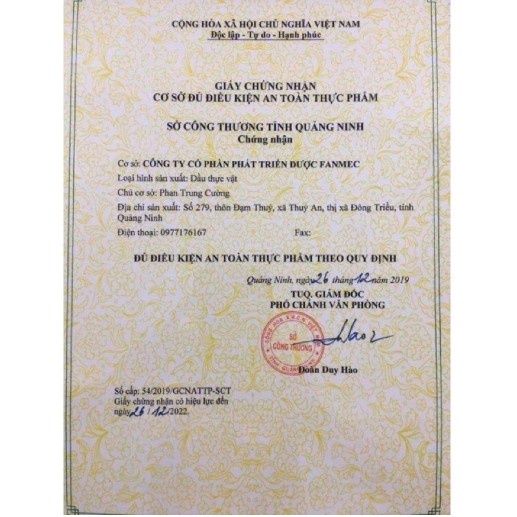 CỘNG HÒA XÃ HỘI CHỦ NGHĨA VIỆT NAM
Độc lập - Tự do - Hạnh phúc
GIẤY CHỨNG NHẬN
CƠ SỞ ĐỦ ĐIỀU KIỆN AN TOÀN THỰC PHẨM
SỞ CÔNG THƯƠNG TỈNH QUẢNG NINH
Chứng nhận
Cơ sở: CÔNG TY CỔ PHẦN PHÁT TRIỂN DƯỢC FANMEC
Loại hình sản xuất: Dầu thực vật
Chủ cơ sở: Phan Trung Cường
Địa chỉ sản xuất: Số 279, thôn Đạm Thuỷ, xã Thuỷ An, thị xã Đông Triều, tỉnh
Quảng Ninh
Điện thoại: 0977176167 Fax:
ĐỦ ĐIỀU KIỆN AN TOÀN THỰC PHẨM THEO QUY ĐỊNH
Quảng Ninh, ngày 26 tháng 12 năm 2019
TUQ. GIÁM ĐỐC
PHÓ CHÁNH VĂN PHÒNG
SỞ
CÔNG THƯƠNG
Đoàn Duy Hào
Số cấp: 54/2019/GCNATTP-SCT
Giấy chứng nhận có hiệu lực đến
ngày 26 / 12 / 2022.